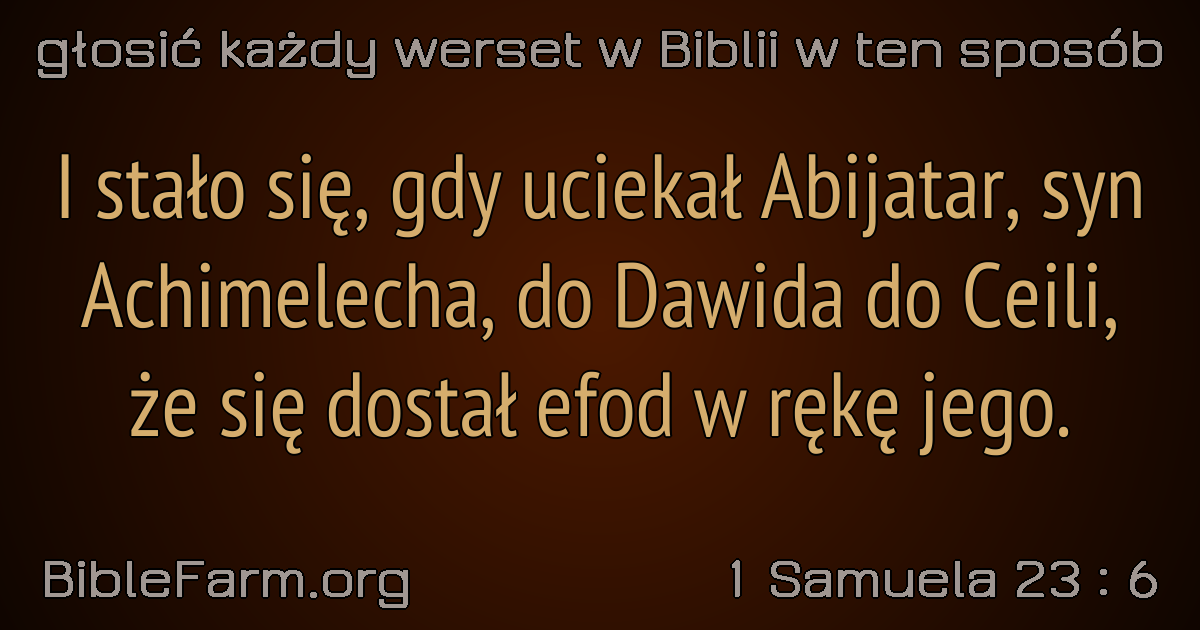 głosić każdy werset w Biblii w ten sposób
I stało się, gdy uciekał Abijatar, syn
Achimelecha, do Dawida do Ceili,
że się dostał efod w rękę jego.
BibleFarm.org
1 Samuela 23 : 6